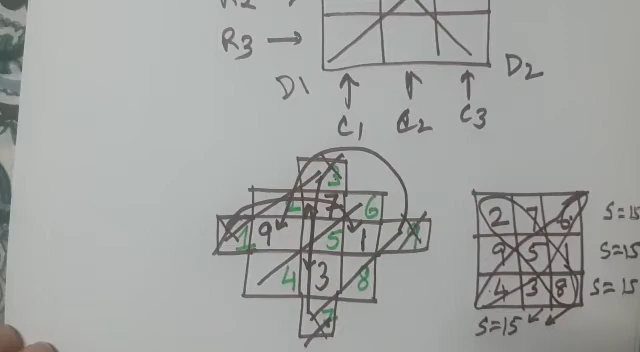 R3 →
D1
D2
C1 C2 C3
3
2 7 6
1 9 5 1
4 3 8
7
2 7 6 S=15
9 5 1 S=15
4 3 8 S=15
S=15